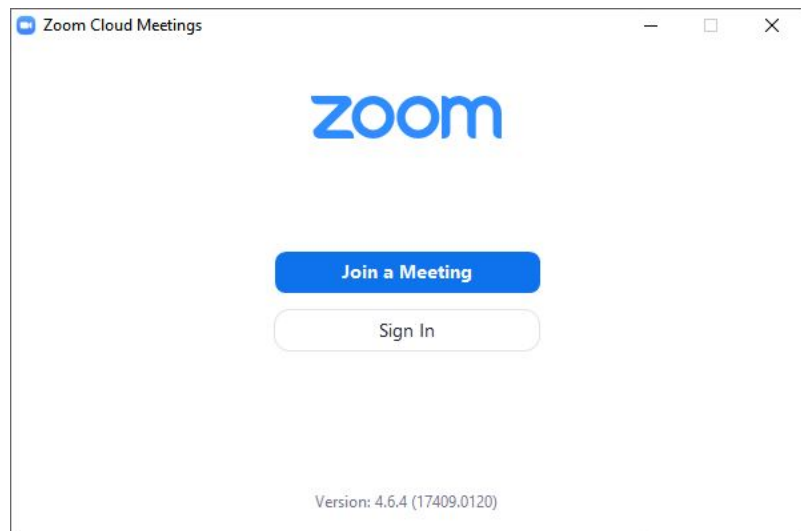 Zoom Cloud Meetings
zoom
Join a Meeting
Sign In
Version: 4.6.4 (17409.0120)